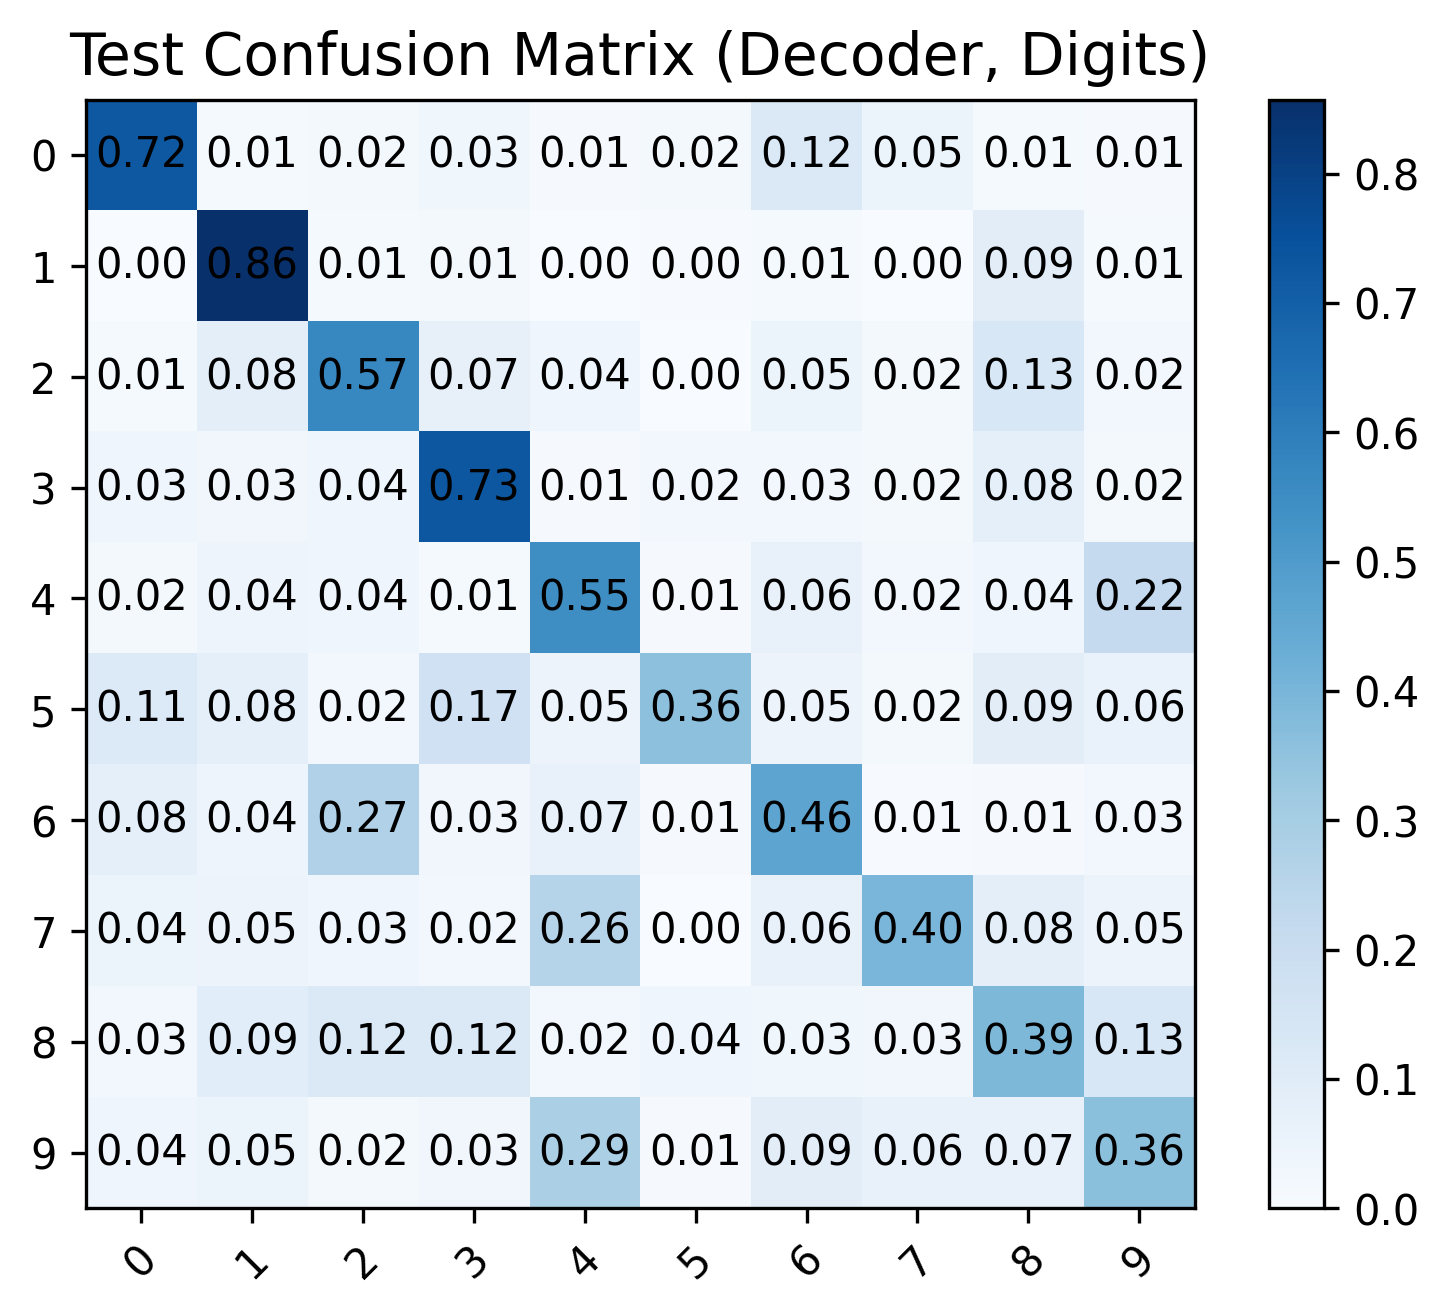 Test Confusion Matrix (Decoder, Digits)
0 0.72 0.01 0.02 0.03 0.01 0.02 0.12 0.05 0.01 0.01
1 0.00 0.86 0.01 0.01 0.00 0.00 0.01 0.00 0.09 0.01
2 0.01 0.08 0.57 0.07 0.04 0.00 0.05 0.02 0.13 0.02
3 0.03 0.03 0.04 0.73 0.01 0.02 0.03 0.02 0.08 0.02
4 0.02 0.04 0.04 0.01 0.55 0.01 0.06 0.02 0.04 0.22
5 0.11 0.08 0.02 0.17 0.05 0.36 0.05 0.02 0.09 0.06
6 0.08 0.04 0.27 0.03 0.07 0.01 0.46 0.01 0.01 0.03
7 0.04 0.05 0.03 0.02 0.26 0.00 0.06 0.40 0.08 0.05
8 0.03 0.09 0.12 0.12 0.02 0.04 0.03 0.03 0.39 0.13
9 0.04 0.05 0.02 0.03 0.29 0.01 0.09 0.06 0.07 0.36
0 1 2 3 4 5 6 7 8 9
0.8
0.7
0.6
0.5
0.4
0.3
0.2
0.1
0.0